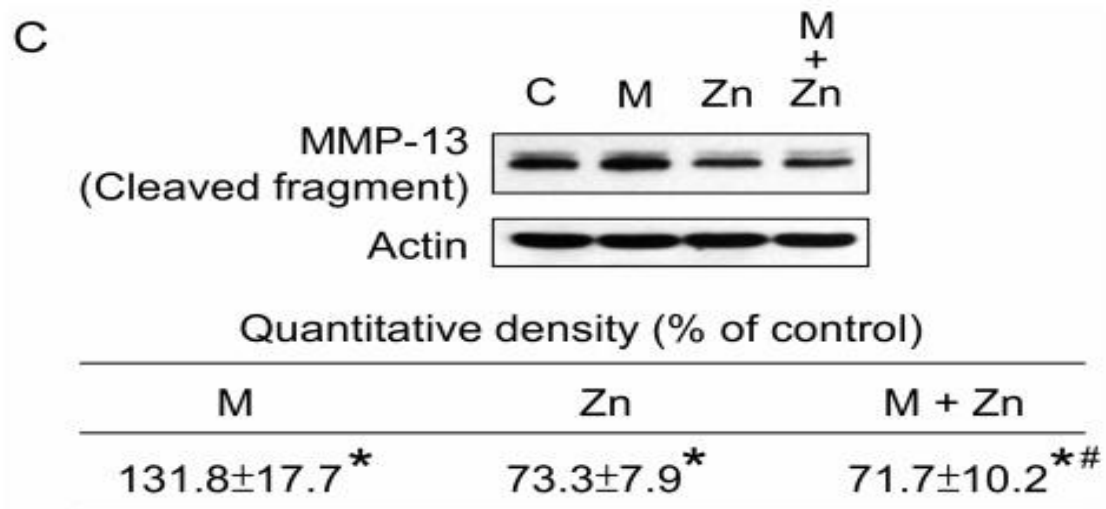 C
M
+
C M Zn Zn
MMP-13
(Cleaved fragment)
Actin
Quantitative density (% of control)
M Zn M + Zn
131.8±17.7* 73.3±7.9* 71.7±10.2*#